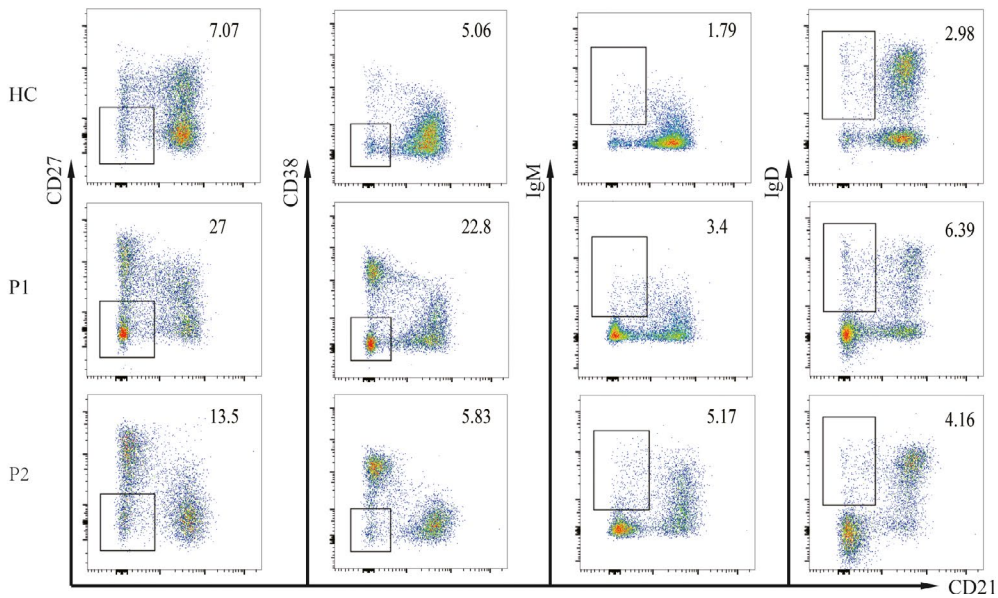 HC 7.07 5.06 1.79 2.98
CD27 CD38 IgM IgD
P1 27 22.8 3.4 6.39
P2 13.5 5.83 5.17 4.16
CD21